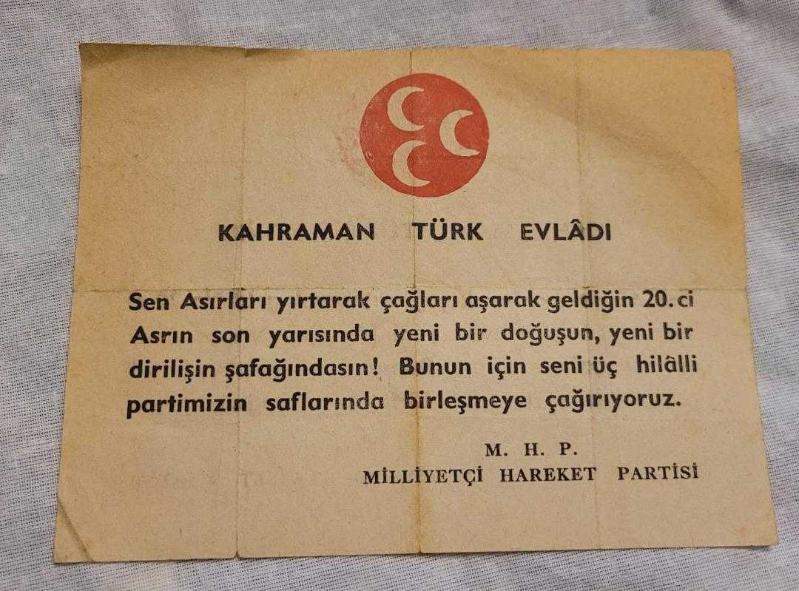 KAHRAMAN TÜRK EVLÂDI
Sen Asırları yırtarak çağları aşarak geldiğin 20.ci
Asrın son yarısında yeni bir doğuşun, yeni bir
dirilişin şafağındasın! Bunun için seni üç hilâlli
partimizin saflarında birleşmeye çağırıyoruz.
M. H. P.
MİLLİYETÇİ HAREKET PARTİSİ